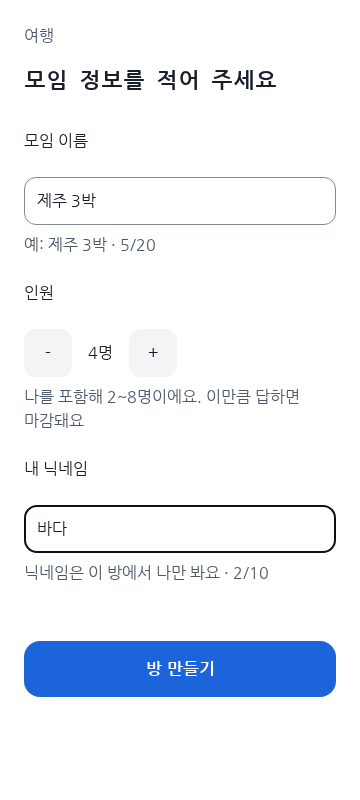 여행
모임 정보를 적어 주세요
모임 이름
제주 3박
예: 제주 3박 · 5/20
인원
- 4명 +
나를 포함해 2~8명이에요. 이만큼 답하면
마감돼요
내 닉네임
바다
닉네임은 이 방에서 나만 봐요 · 2/10
방 만들기